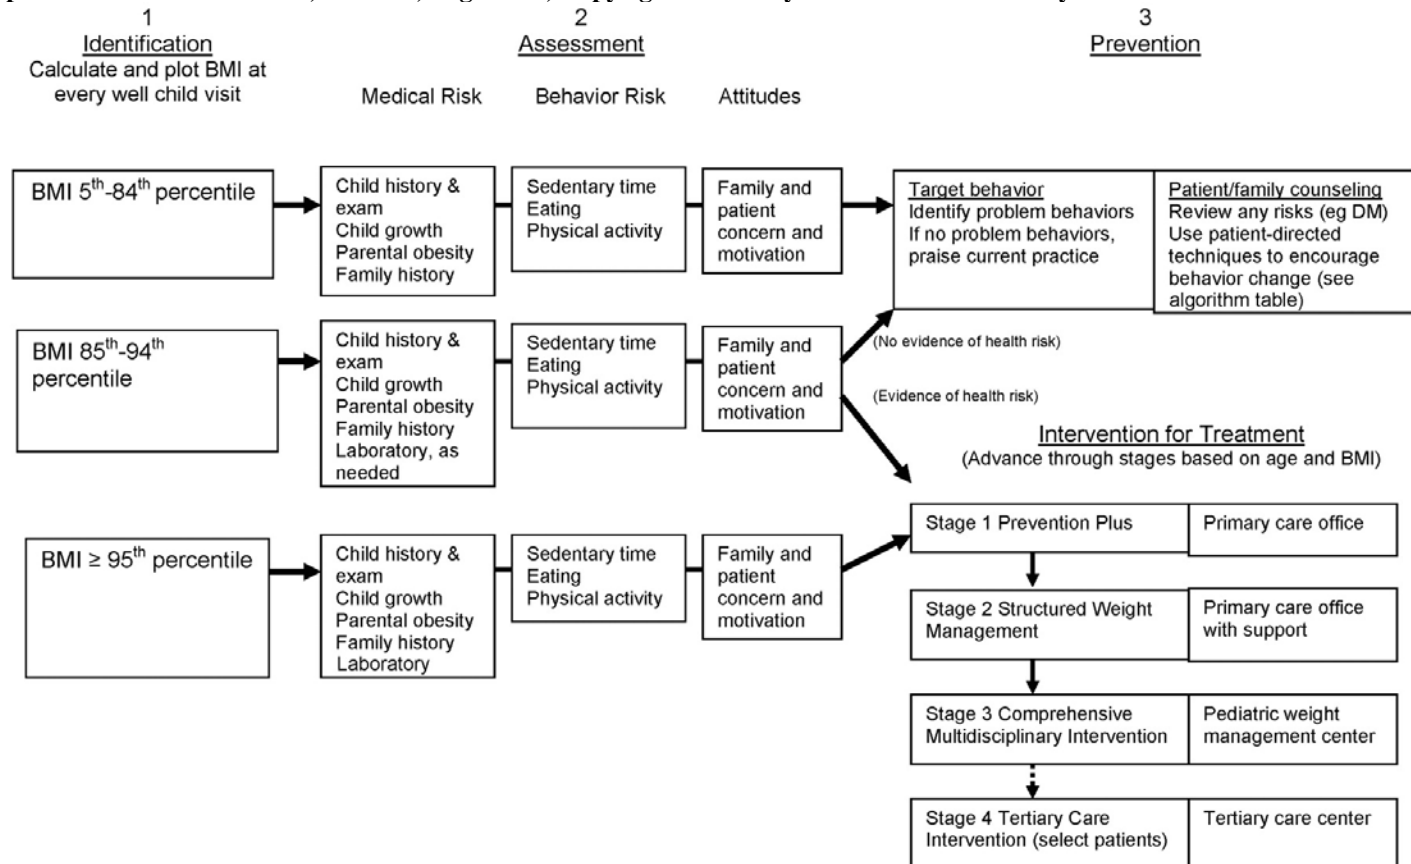 1
Identification
Calculate and plot BMI at
every well child visit
2
Assessment
Medical Risk
Behavior Risk
Attitudes
3
Prevention
BMI 5th-84th percentile
Child history &
exam
Child growth
Parental obesity
Family history
Sedentary time
Eating
Physical activity
Family and
patient
concern and
motivation
Target behavior
Identify problem behaviors
If no problem behaviors,
praise current practice
Patient/family counseling
Review any risks (eg DM)
Use patient-directed
techniques to encourage
behavior change (see
algorithm table)
BMI 85th-94th
percentile
Child history &
exam
Child growth
Parental obesity
Family history
Laboratory, as
needed
Sedentary time
Eating
Physical activity
Family and
patient
concern and
motivation
(No evidence of health risk)
(Evidence of health risk)
Intervention for Treatment
(Advance through stages based on age and BMI)
BMI ≥ 95th percentile
Child history &
exam
Child growth
Parental obesity
Family history
Laboratory
Sedentary time
Eating
Physical activity
Family and
patient
concern and
motivation
Stage 1 Prevention Plus
Primary care office
Stage 2 Structured Weight
Management
Primary care office
with support
Stage 3 Comprehensive
Multidisciplinary Intervention
Pediatric weight
management center
Stage 4 Tertiary Care
Intervention (select patients)
Tertiary care center